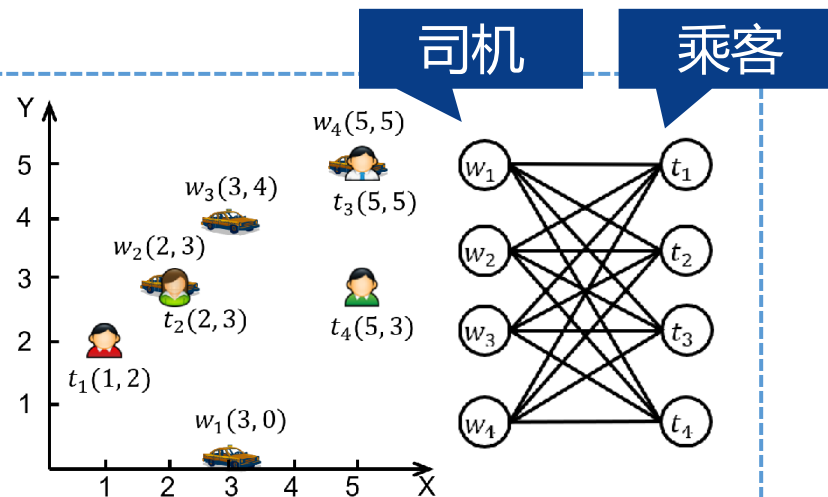 司机
乘客
Y
w₄(5,5)
5
t₃(5,5)
w₃(3,4)
4
w₂(2,3)
3
t₂(2,3)
t₄(5,3)
2
t₁(1,2)
1
w₁(3,0)
1 2 3 4 5 X
w₁ t₁
w₂ t₂
w₃ t₃
w₄ t₄